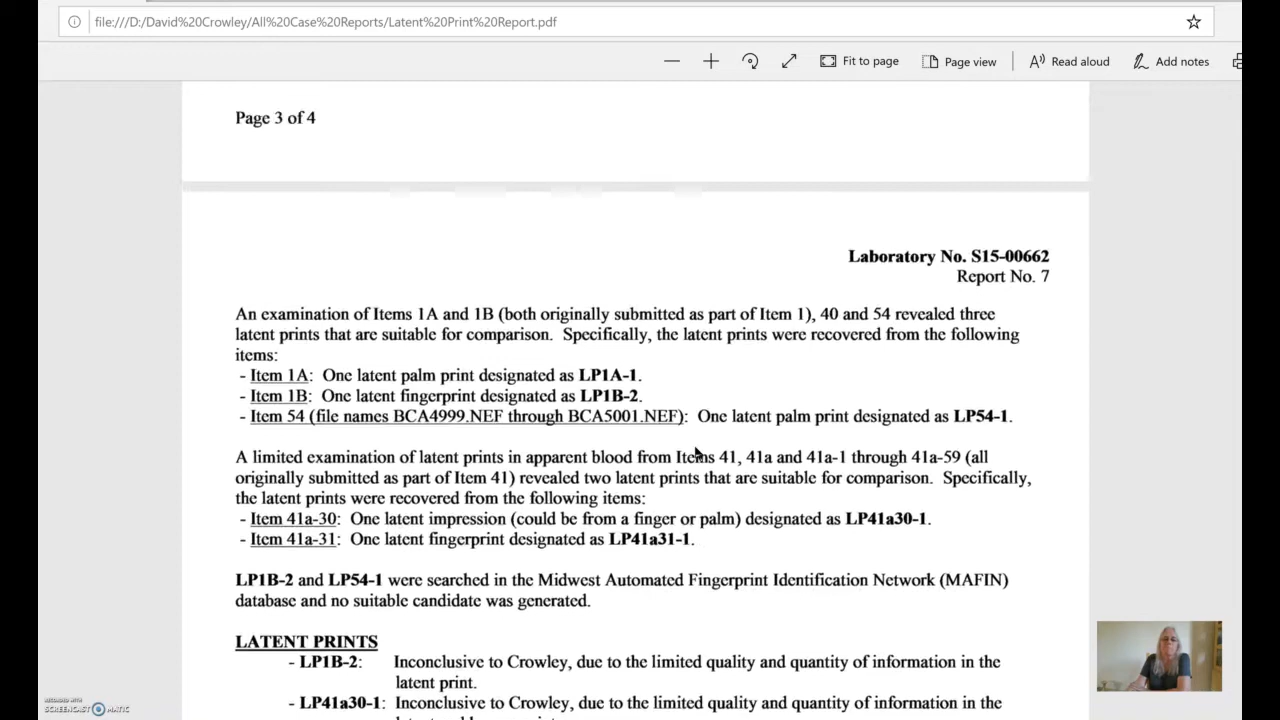 file:///D:/David%20Crowley/All%20Case%20Reports/Latent%20Print%20Report.pdf
Fit to page
Page view
Read aloud
Add notes
Page 3 of 4
Laboratory No. S15-00662
Report No. 7
An examination of Items 1A and 1B (both originally submitted as part of Item 1), 40 and 54 revealed three
latent prints that are suitable for comparison.  Specifically, the latent prints were recovered from the following
items:
- Item 1A:  One latent palm print designated as LP1A-1.
- Item 1B:  One latent fingerprint designated as LP1B-2.
- Item 54 (file names BCA4999.NEF through BCA5001.NEF):  One latent palm print designated as LP54-1.
A limited examination of latent prints in apparent blood from Items 41, 41a and 41a-1 through 41a-59 (all
originally submitted as part of Item 41) revealed two latent prints that are suitable for comparison.  Specifically,
the latent prints were recovered from the following items:
- Item 41a-30:  One latent impression (could be from a finger or palm) designated as LP41a30-1.
- Item 41a-31:  One latent fingerprint designated as LP41a31-1.
LP1B-2 and LP54-1 were searched in the Midwest Automated Fingerprint Identification Network (MAFIN)
database and no suitable candidate was generated.
LATENT PRINTS
- LP1B-2: Inconclusive to Crowley, due to the limited quality and quantity of information in the
latent print.
- LP41a30-1: Inconclusive to Crowley, due to the limited quality and quantity of information in the
RECORDED WITH
SCREENCAST MATIC